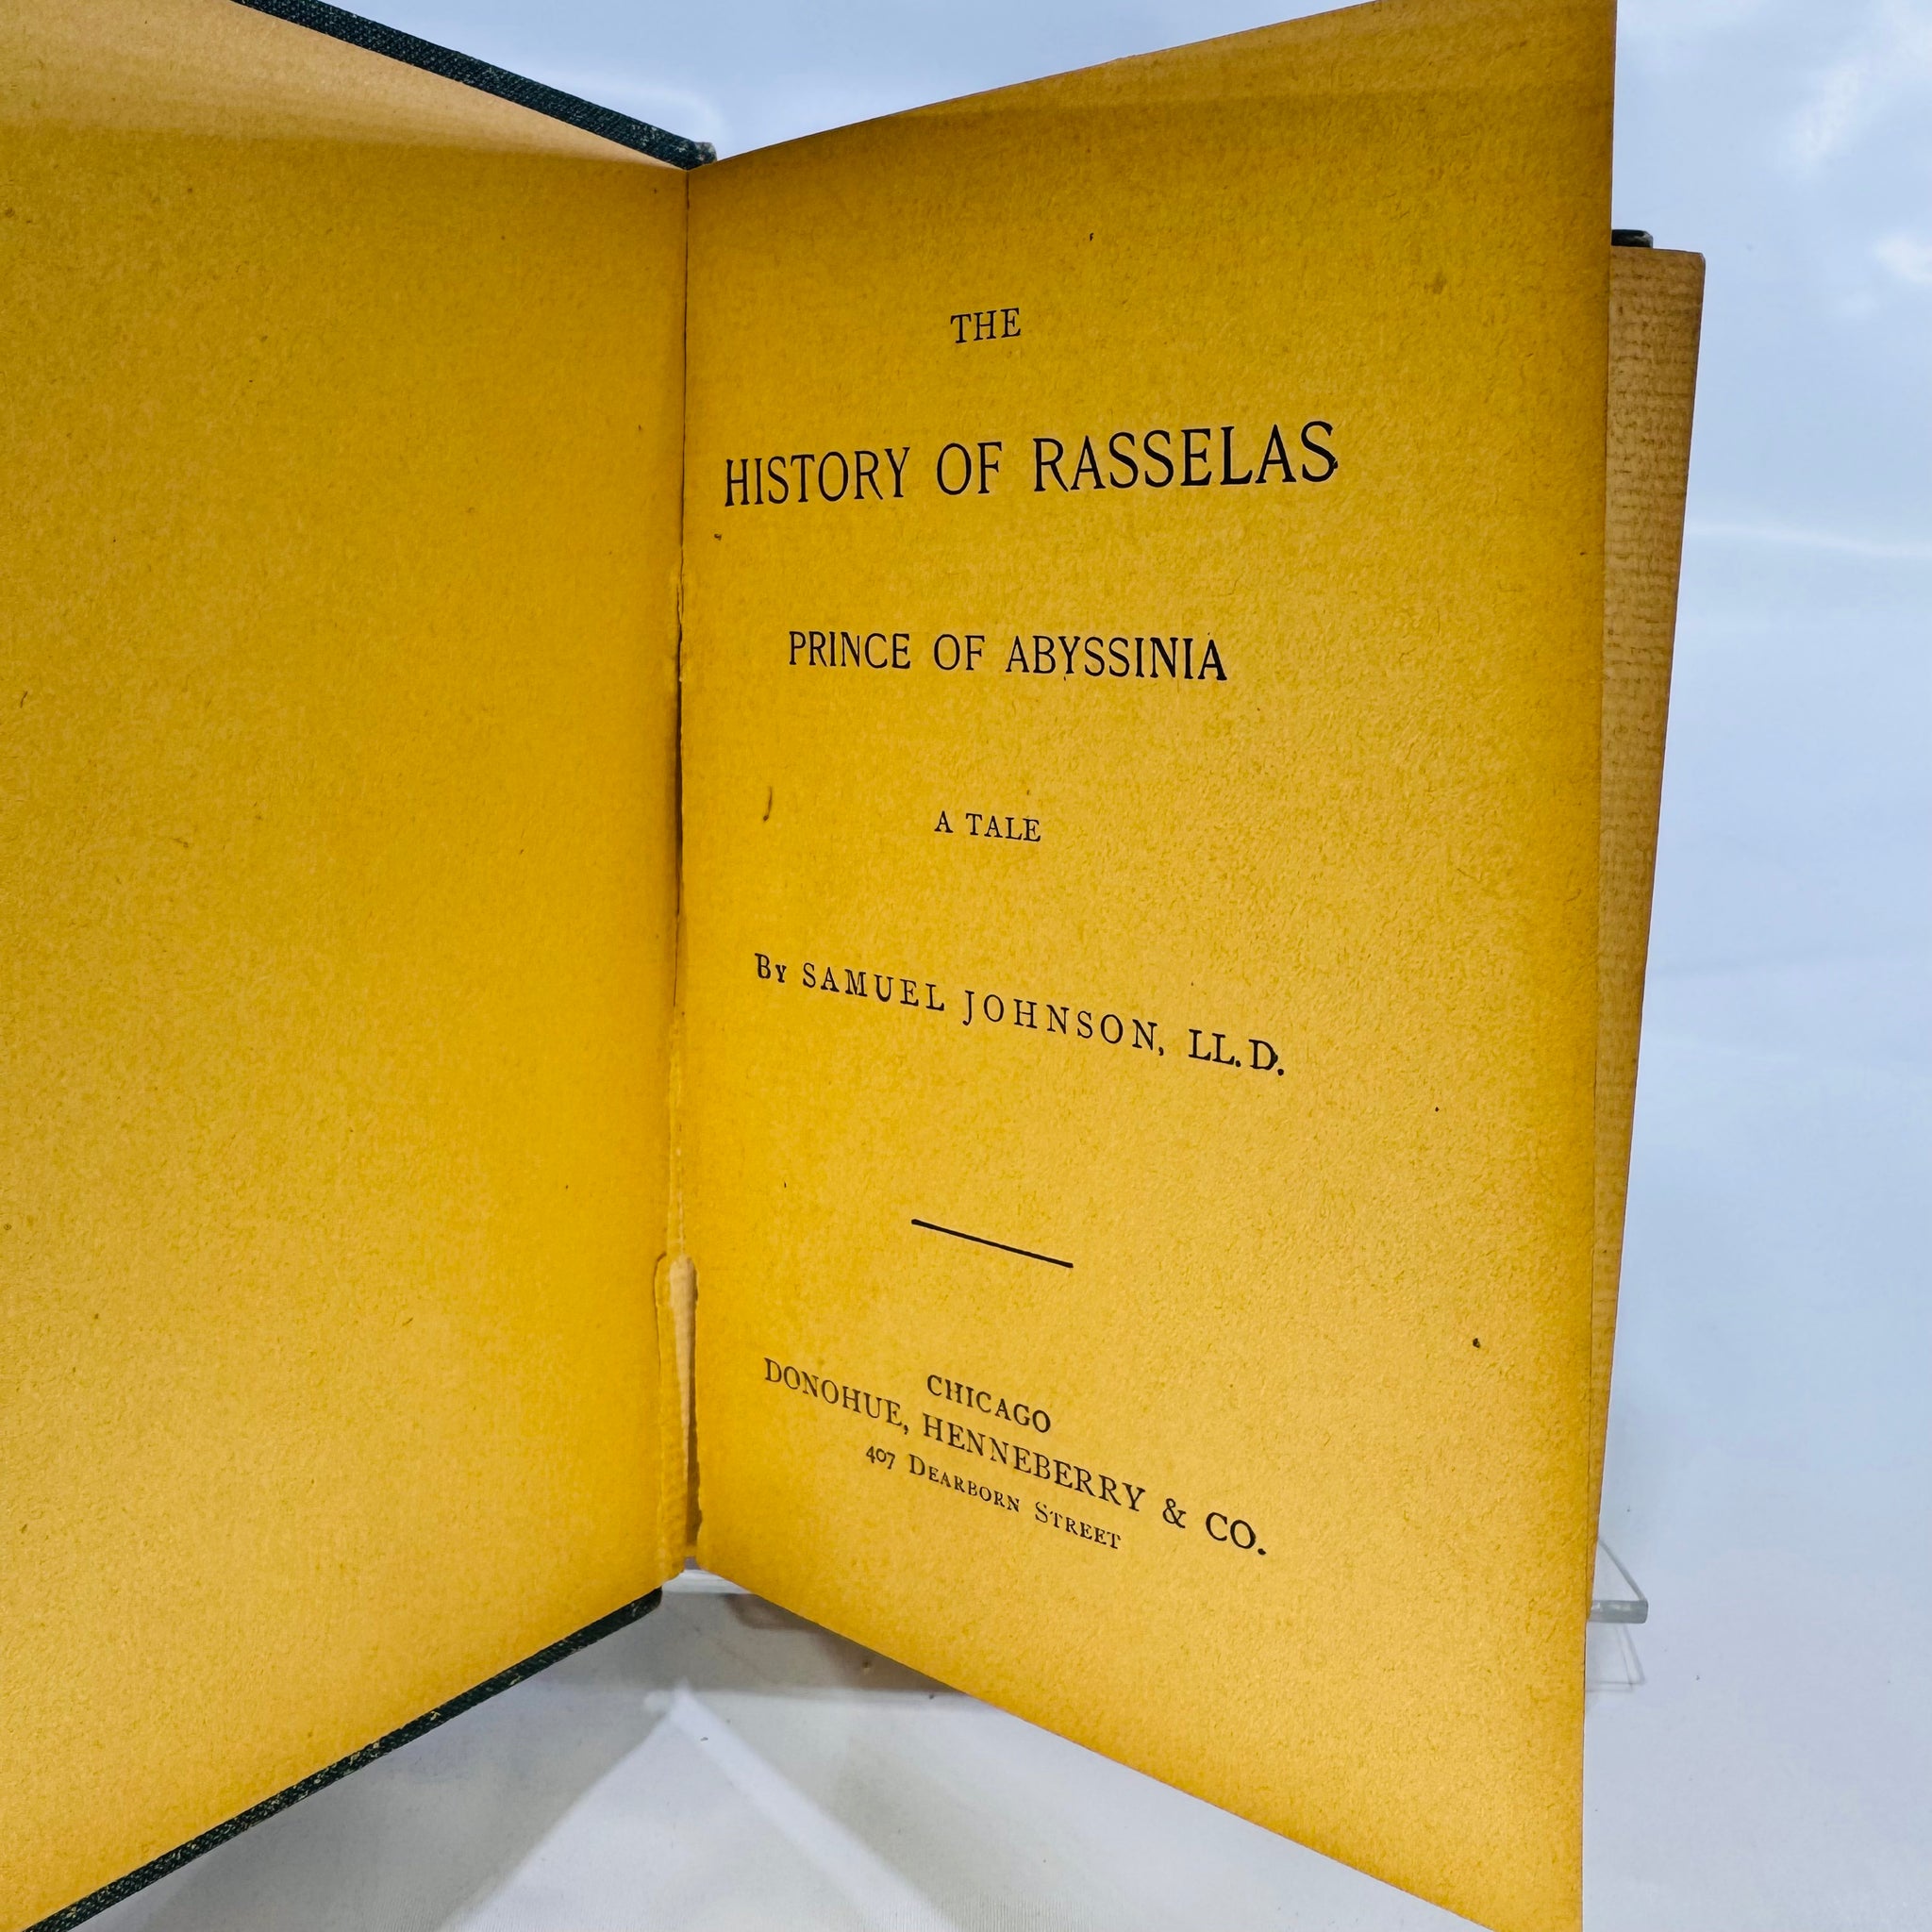 THE
HISTORY OF RASSELAS
PRINCE OF ABYSSINIA
A TALE
By SAMUEL JOHNSON, LL.D.
CHICAGO
DONOHUE, HENNEBERRY & CO.
407 DEARBORN STREET